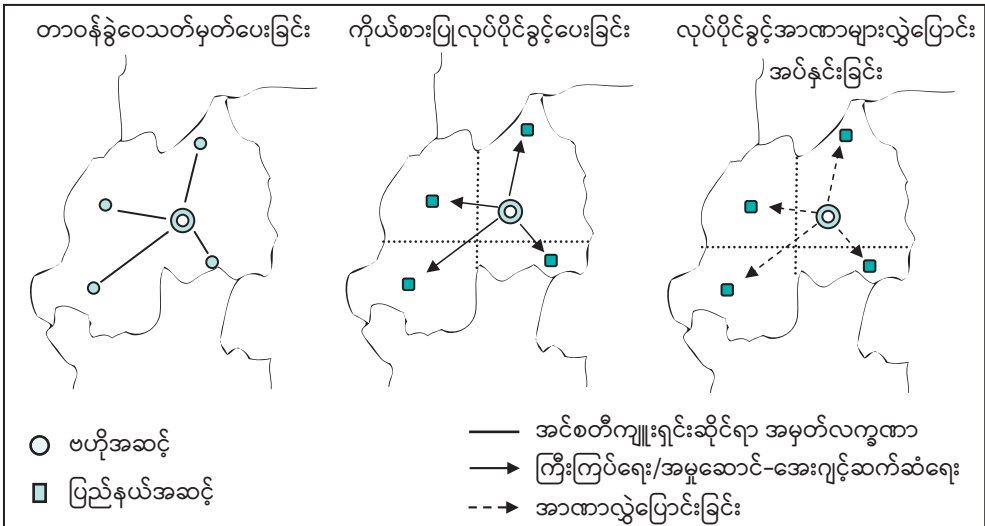 တာဝန်ခွဲဝေသတ်မှတ်ပေးခြင်း
ကိုယ်စားပြုလုပ်ပိုင်ခွင့်ပေးခြင်း
လုပ်ပိုင်ခွင့်အာဏာများလွှဲပြောင်း
အပ်နှင်းခြင်း
ဗဟိုအဆင့်
ပြည်နယ်အဆင့်
အင်စတီကျူးရှင်းဆိုင်ရာ အမှတ်လက္ခဏာ
ကြီးကြပ်ရေး/အမှုဆောင်-အေးဂျင့်ဆက်ဆံရေး
အာဏာလွှဲပြောင်းခြင်း